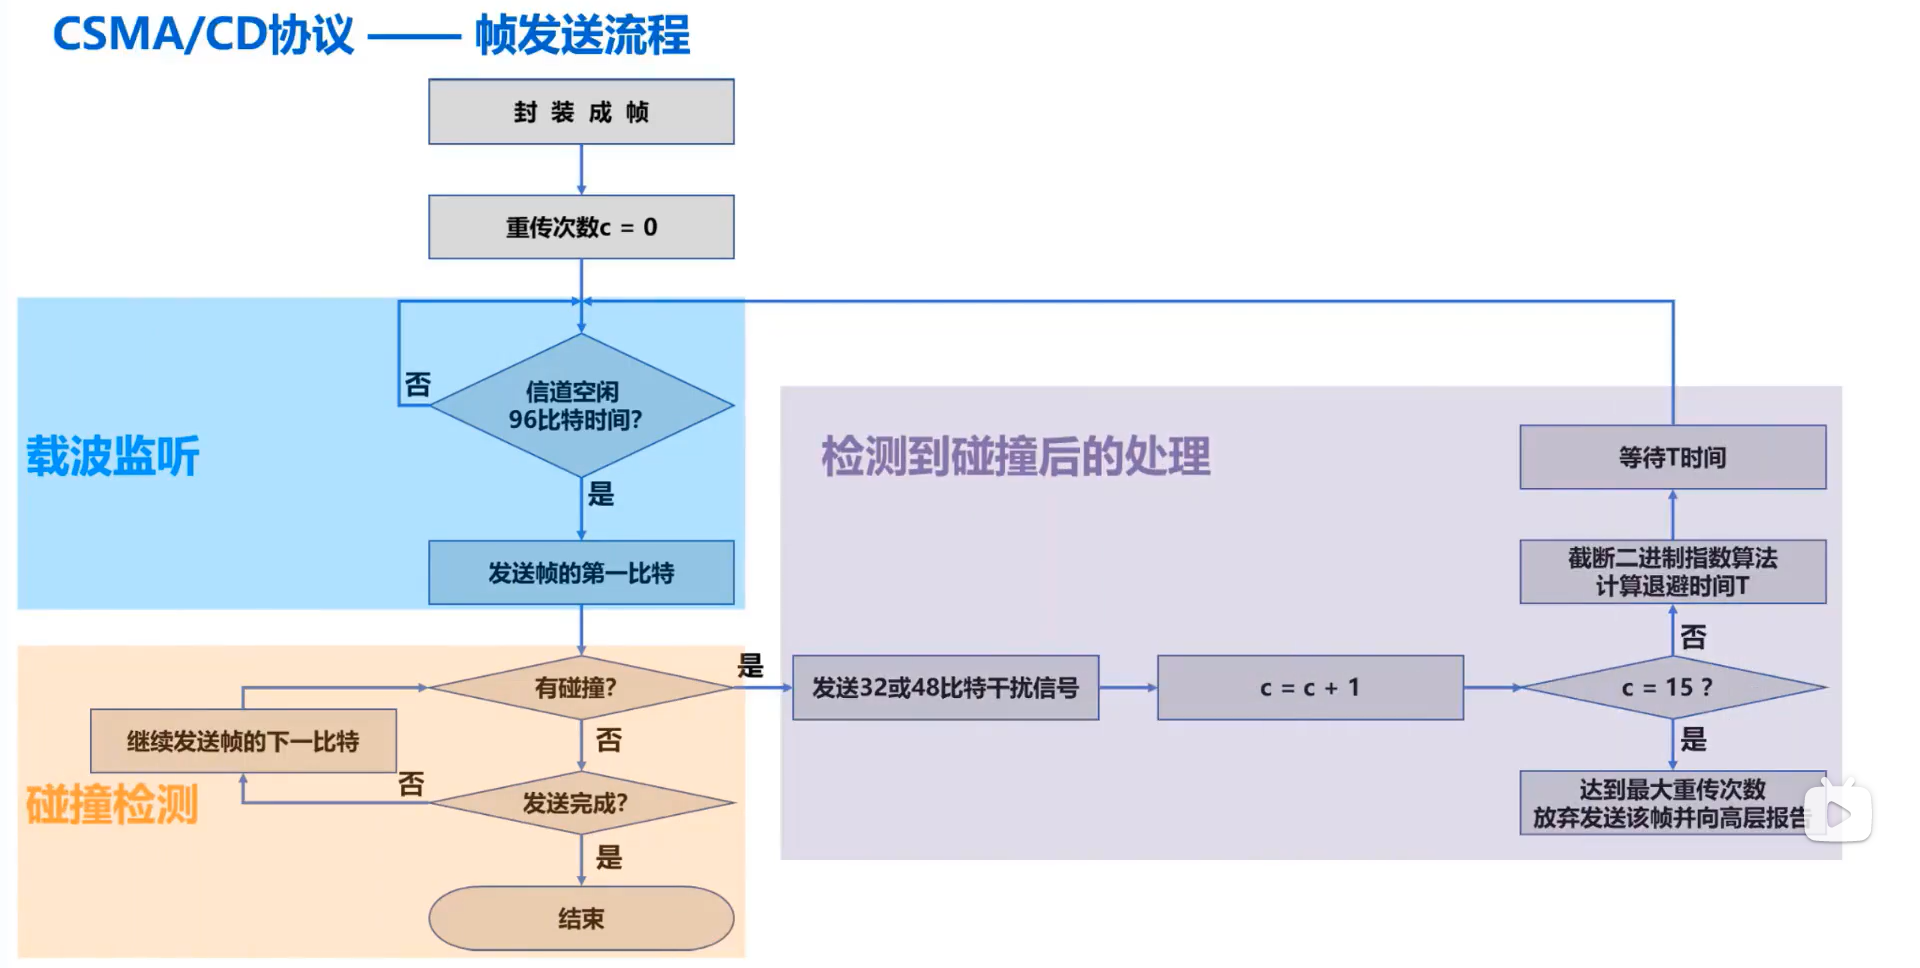 CSMA/CD协议 —— 帧发送流程
封 装 成 帧
重传次数c = 0
信道空闲
96比特时间?
否
是
载波监听
发送帧的第一比特
有碰撞?
是
否
继续发送帧的下一比特
否
发送完成?
碰撞检测
是
结束
检测到碰撞后的处理
发送32或48比特干扰信号
c = c + 1
c = 15 ?
否
截断二进制指数算法
计算退避时间T
等待T时间
是
达到最大重传次数
放弃发送该帧并向高层报告